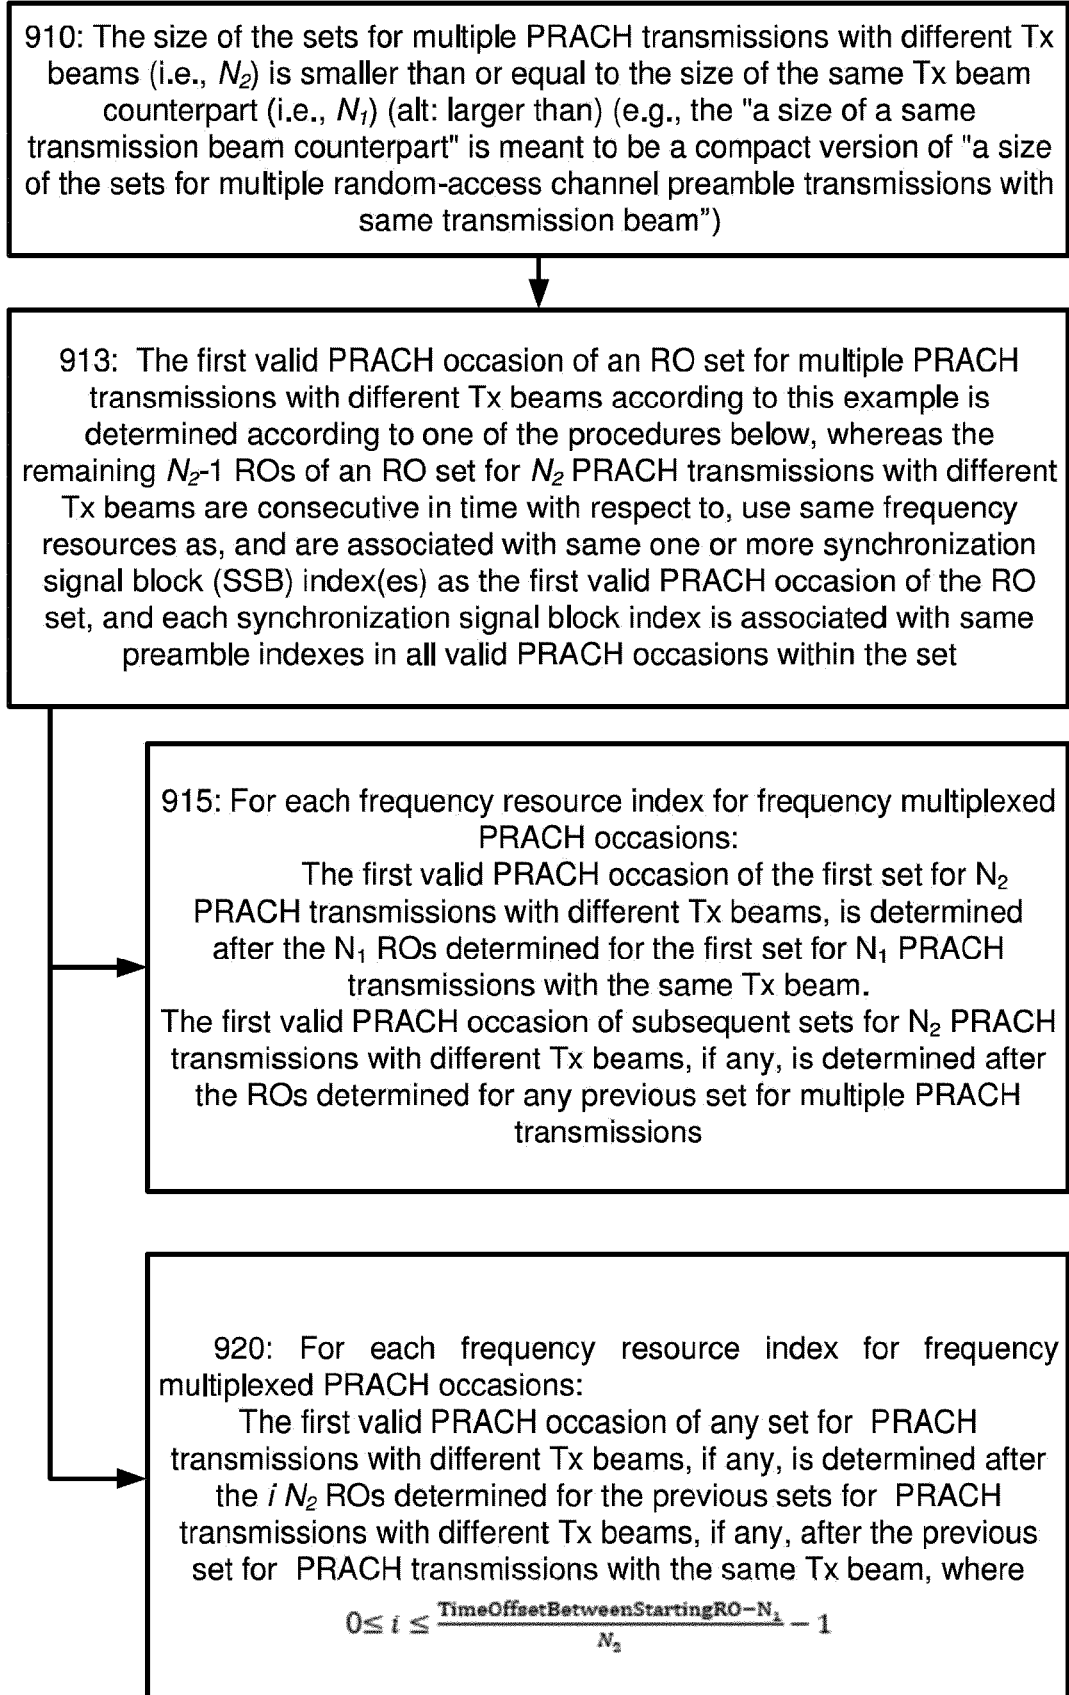 910: The size of the sets for multiple PRACH transmissions with different Tx
beams (i.e., N₂) is smaller than or equal to the size of the same Tx beam
counterpart (i.e., N₁) (alt: larger than) (e.g., the "a size of a same
transmission beam counterpart" is meant to be a compact version of "a size
of the sets for multiple random-access channel preamble transmissions with
same transmission beam”)
913: The first valid PRACH occasion of an RO set for multiple PRACH
transmissions with different Tx beams according to this example is
determined according to one of the procedures below, whereas the
remaining N₂-1 ROs of an RO set for N₂ PRACH transmissions with different
Tx beams are consecutive in time with respect to, use same frequency
resources as, and are associated with same one or more synchronization
signal block (SSB) index(es) as the first valid PRACH occasion of the RO
set, and each synchronization signal block index is associated with same
preamble indexes in all valid PRACH occasions within the set
915: For each frequency resource index for frequency multiplexed
PRACH occasions:
The first valid PRACH occasion of the first set for N₂
PRACH transmissions with different Tx beams, is determined
after the N₁ ROs determined for the first set for N₁ PRACH
transmissions with the same Tx beam.
The first valid PRACH occasion of subsequent sets for N₂ PRACH
transmissions with different Tx beams, if any, is determined after
the ROs determined for any previous set for multiple PRACH
transmissions
920: For each frequency resource index for frequency
multiplexed PRACH occasions:
The first valid PRACH occasion of any set for PRACH
transmissions with different Tx beams, if any, is determined after
the i N₂ ROs determined for the previous sets for PRACH
transmissions with different Tx beams, if any, after the previous
set for PRACH transmissions with the same Tx beam, where
0≤ i ≤ (TimeOffsetBetweenStartingRO−N₁)/N₂ − 1